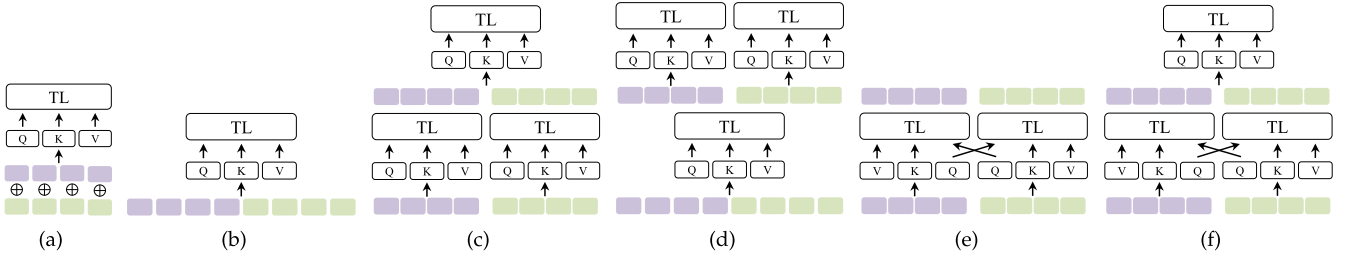 TL
Q K V
(a)
TL
Q K V
(b)
TL
Q K V
TL TL
Q K V Q K V
(c)
TL TL
Q K V Q K V
TL
Q K V
(d)
TL TL
V K Q Q K V
(e)
TL
Q K V
TL TL
V K Q Q K V
(f)